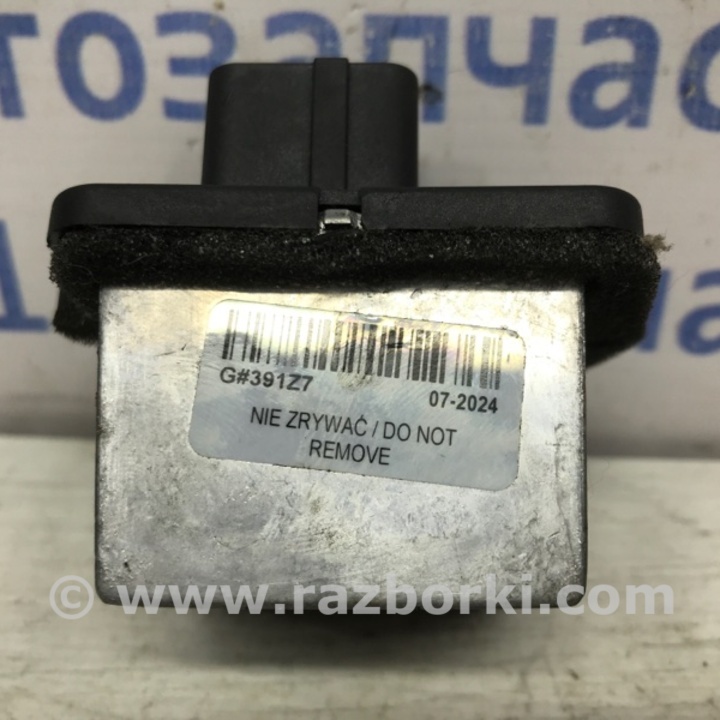 тозапчас
G#391Z7
07-2024
NIE ZRYWAĆ / DO NOT
REMOVE
© www.razborki.com